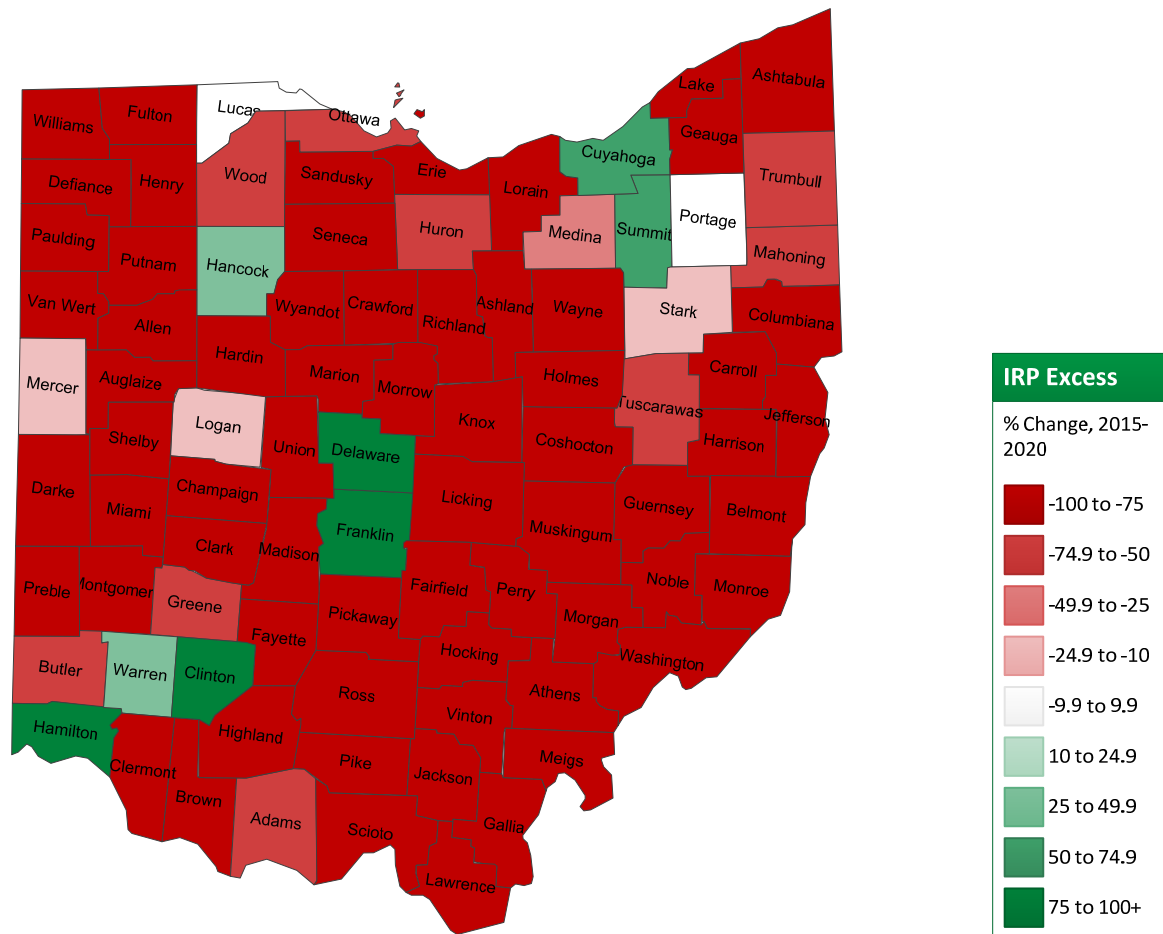 Ashtabula
Lake
Lucas
Fulton
Ottawa
Williams
Geauga
Cuyahoga
Wood
Erie
Sandusky
Trumbull
Henry
Defiance
Lorain
Portage
Huron
Summit
Medina
Seneca
Paulding
Mahoning
Putnam
Hancock
Van Wert
Ashland
Wyandot
Crawford
Wayne
Stark
Columbiana
Richland
Allen
Hardin
Carroll
Marion
Holmes
Auglaize
Mercer
Morrow
Tuscarawas
Jefferson
Knox
Logan
Shelby
Coshocton
Harrison
Union
Delaware
Darke
Champaign
Licking
Guernsey
Miami
Belmont
Franklin
Muskingum
Clark
Madison
Noble
Monroe
Preble
Montgomer
Fairfield
Perry
Greene
Pickaway
Morgan
Fayette
Hocking
Washington
Butler
Warren
Clinton
Ross
Athens
Vinton
Hamilton
Highland
Pike
Meigs
Clermont
Jackson
Brown
Adams
Scioto
Gallia
Lawrence
IRP Excess
% Change, 2015-
2020
-100 to -75
-74.9 to -50
-49.9 to -25
-24.9 to -10
-9.9 to 9.9
10 to 24.9
25 to 49.9
50 to 74.9
75 to 100+